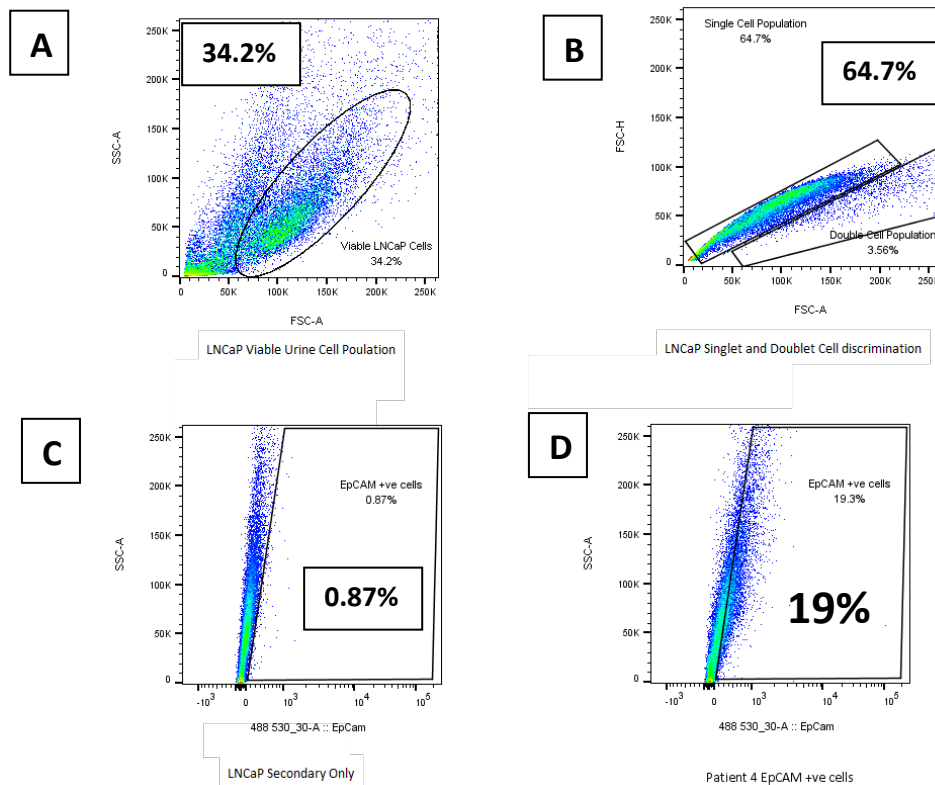 A
34.2%
250K
200K
150K
100K
50K
0
SSC-A
Viable LNCaP Cells
34.2%
0 50K 100K 150K 200K 250K
FSC-A
LNCaP Viable Urine Cell Poulation
B
Single Cell Population
64.7%
64.7%
250K
200K
150K
100K
50K
0
FSC-H
Double Cell Population
3.56%
0 50K 100K 150K 200K 250K
FSC-A
LNCaP Singlet and Doublet Cell discrimination
C
250K
200K
150K
100K
50K
0
SSC-A
EpCAM +ve cells
0.87%
0.87%
-10³ 0 10³ 10⁴ 10⁵
488 530_30-A :: EpCam
LNCaP Secondary Only
D
250K
200K
150K
100K
50K
0
SSC-A
EpCAM +ve cells
19.3%
19%
-10³ 0 10³ 10⁴ 10⁵
488 530_30-A :: EpCam
Patient 4 EpCAM +ve cells